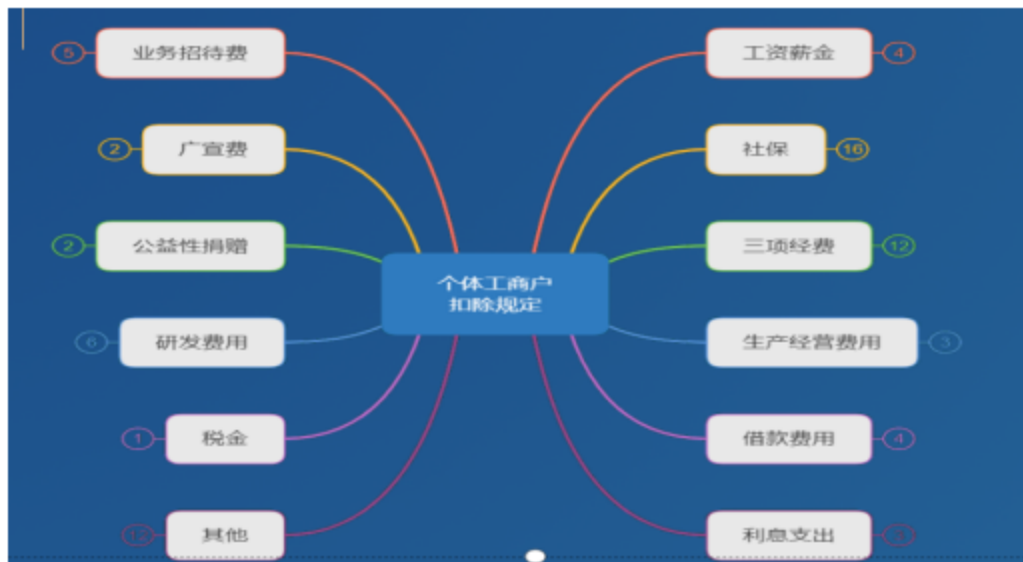 5
业务招待费
工资薪金
4
2
广宣费
社保
16
2
公益性捐赠
三项经费
12
个体工商户
扣除规定
6
研发费用
生产经营费用
3
1
税金
借款费用
4
12
其他
利息支出